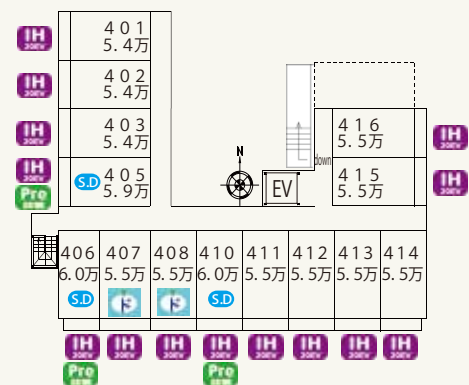 IH 401
5.4万
IH 402
5.4万
IH 403
5.4万
IH
Pro
S.D 405
5.9万
416 IH
5.5万
down
415 IH
5.5万
N
EV
406 407 408 410 411 412 413 414
6.0万 5.5万 5.5万 6.0万 5.5万 5.5万 5.5万 5.5万
S.D ド ド S.D
IH IH IH IH IH IH IH IH
Pro Pro